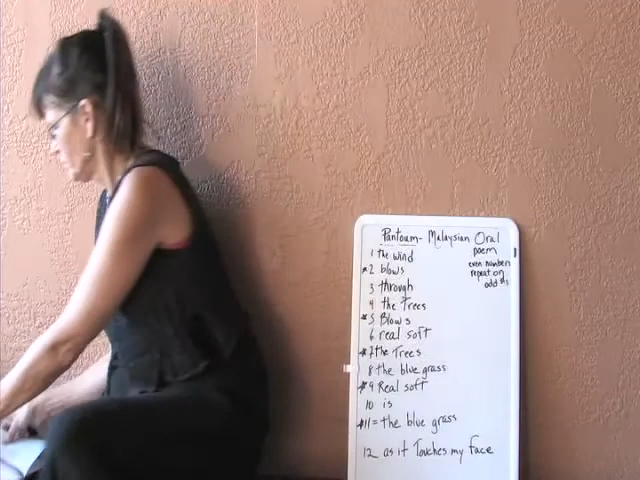 Pantoum- Malaysian Oral
poem
even numbers
repeat on
odd #s
1 the wind
*2 blows
3 through
4 the Trees
*5 Blows
6 real soft
*7 the Trees
8 the blue grass
*9 Real soft
10 is
*11= the blue grass
12 as it Touches my face